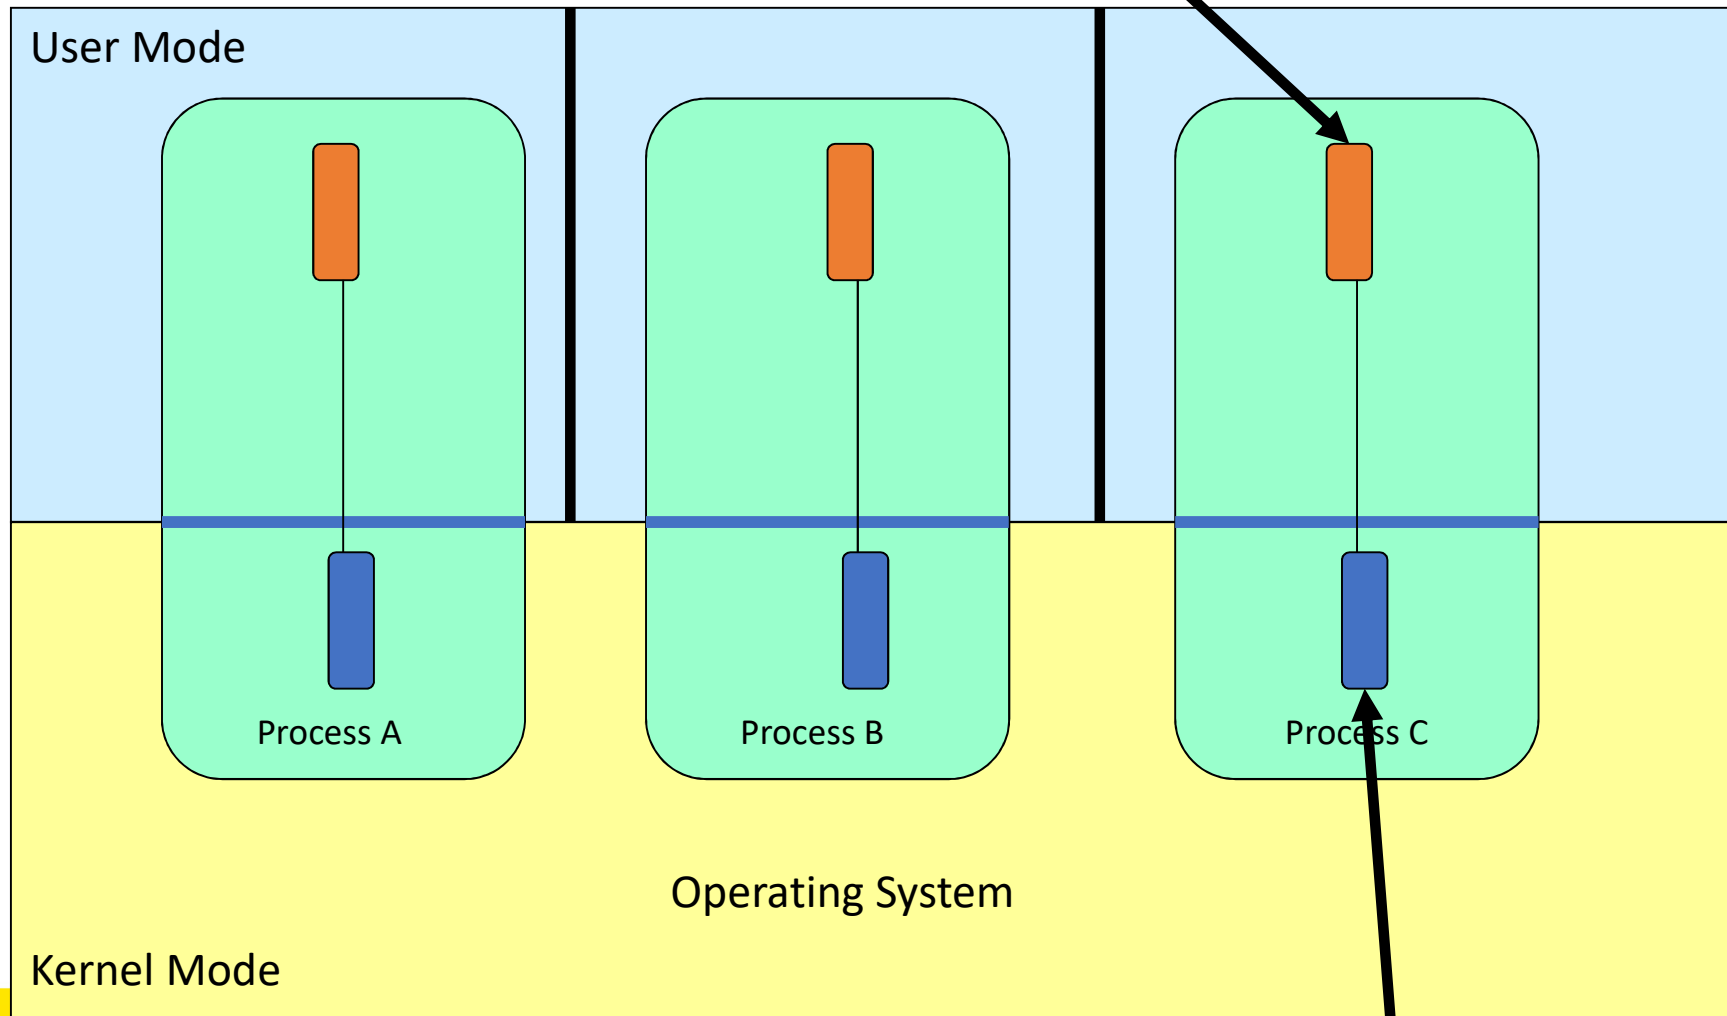 User Mode
Process A
Process B
Process C
Operating System
Kernel Mode